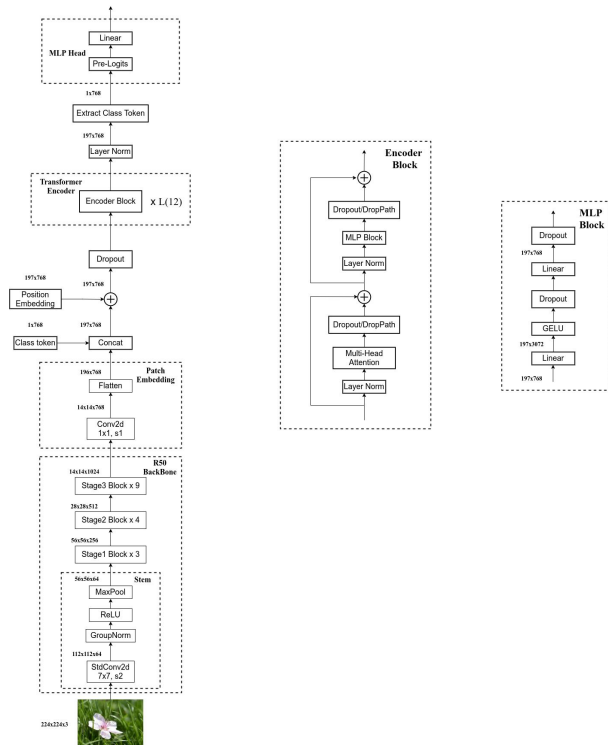 Linear
MLP Head
Pre-Logits
1x768
Extract Class Token
197x768
Layer Norm
Transformer
Encoder
Encoder Block
x L(12)
Dropout
197x768
197x768
Position
Embedding
1x768
197x768
Class token
Concat
196x768
Patch
Embedding
Flatten
14x14x768
Conv2d
1x1, s1
R50
BackBone
14x14x1024
Stage3 Block x 9
28x28x512
Stage2 Block x 4
56x56x256
Stage1 Block x 3
56x56x64
Stem
MaxPool
ReLU
GroupNorm
112x112x64
StdConv2d
7x7, s2
224x224x3
Encoder
Block
Dropout/DropPath
MLP Block
Layer Norm
Dropout/DropPath
Multi-Head
Attention
Layer Norm
MLP
Block
Dropout
197x768
Linear
Dropout
GELU
197x3072
Linear
197x768